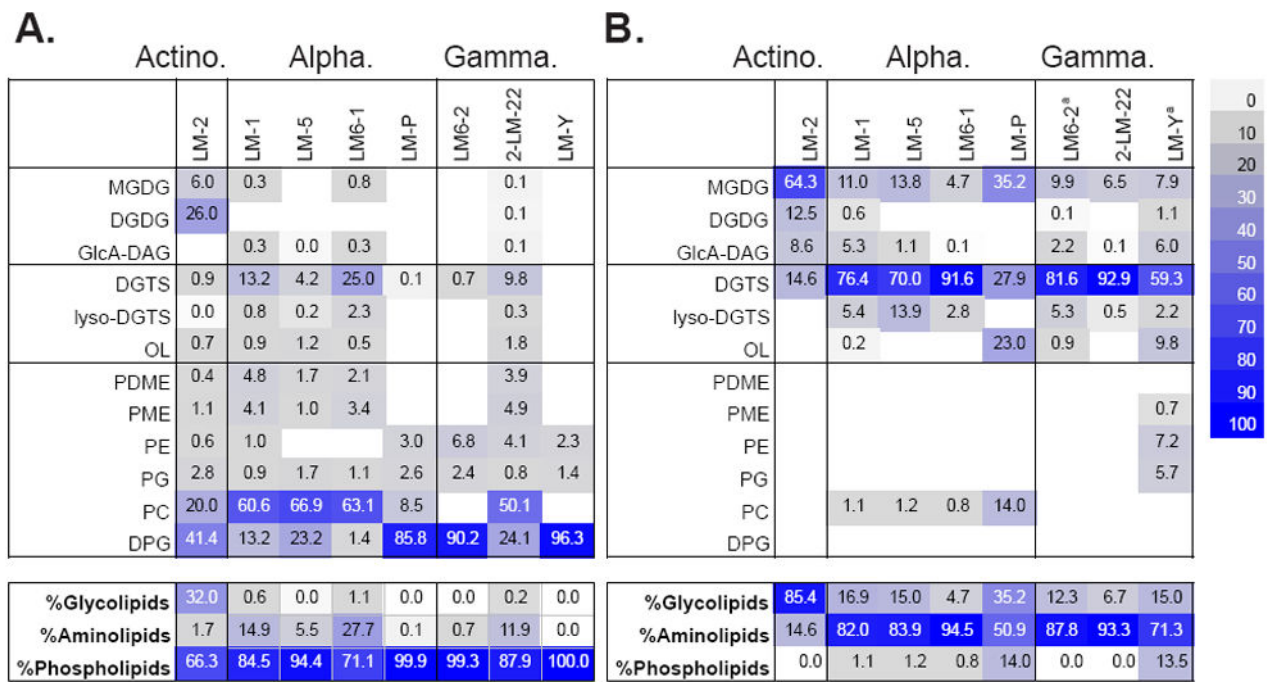 A. B.
Actino. Alpha. Gamma. Actino. Alpha. Gamma.
LM-2 LM-1 LM-5 LM6-1 LM-P LM6-2 2-LM-22 LM-Y LM-2 LM-1 LM-5 LM6-1 LM-P LM6-2ª 2-LM-22 LM-Yª 0
10
20
30
40
50
60
70
80
90
100
MGDG 6.0 0.3 0.8 0.1 MGDG 64.3 11.0 13.8 4.7 35.2 9.9 6.5 7.9
DGDG 26.0 0.1 DGDG 12.5 0.6 0.1 1.1
GlcA-DAG 0.3 0.0 0.3 0.1 GlcA-DAG 8.6 5.3 1.1 0.1 2.2 0.1 6.0
DGTS 0.9 13.2 4.2 25.0 0.1 0.7 9.8 DGTS 14.6 76.4 70.0 91.6 27.9 81.6 92.9 59.3
lyso-DGTS 0.0 0.8 0.2 2.3 0.3 lyso-DGTS 5.4 13.9 2.8 5.3 0.5 2.2
OL 0.7 0.9 1.2 0.5 1.8 OL 0.2 23.0 0.9 9.8
PDME 0.4 4.8 1.7 2.1 3.9 PDME
PME 1.1 4.1 1.0 3.4 4.9 PME 0.7
PE 0.6 1.0 3.0 6.8 4.1 2.3 PE 7.2
PG 2.8 0.9 1.7 1.1 2.6 2.4 0.8 1.4 PG 5.7
PC 20.0 60.6 66.9 63.1 8.5 50.1 PC 1.1 1.2 0.8 14.0
DPG 41.4 13.2 23.2 1.4 85.8 90.2 24.1 96.3 DPG
%Glycolipids 32.0 0.6 0.0 1.1 0.0 0.0 0.2 0.0 %Glycolipids 85.4 16.9 15.0 4.7 35.2 12.3 6.7 15.0
%Aminolipids 1.7 14.9 5.5 27.7 0.1 0.7 11.9 0.0 %Aminolipids 14.6 82.0 83.9 94.5 50.9 87.8 93.3 71.3
%Phospholipids 66.3 84.5 94.4 71.1 99.9 99.3 87.9 100.0 %Phospholipids 0.0 1.1 1.2 0.8 14.0 0.0 0.0 13.5